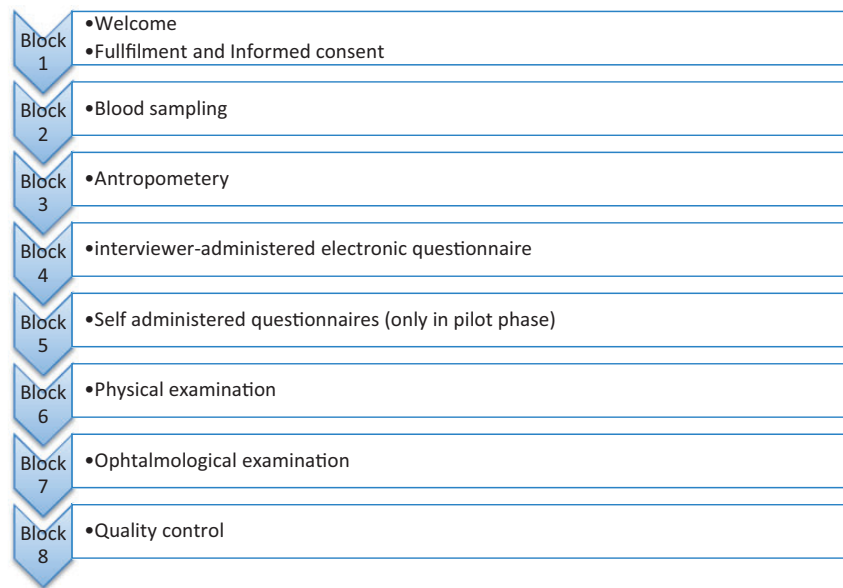 Block
1
•Welcome
•Fullfilment and Informed consent
Block
2
•Blood sampling
Block
3
•Antropometery
Block
4
•interviewer-administered electronic questionnaire
Block
5
•Self administered questionnaires (only in pilot phase)
Block
6
•Physical examination
Block
7
•Ophtalmological examination
Block
8
•Quality control